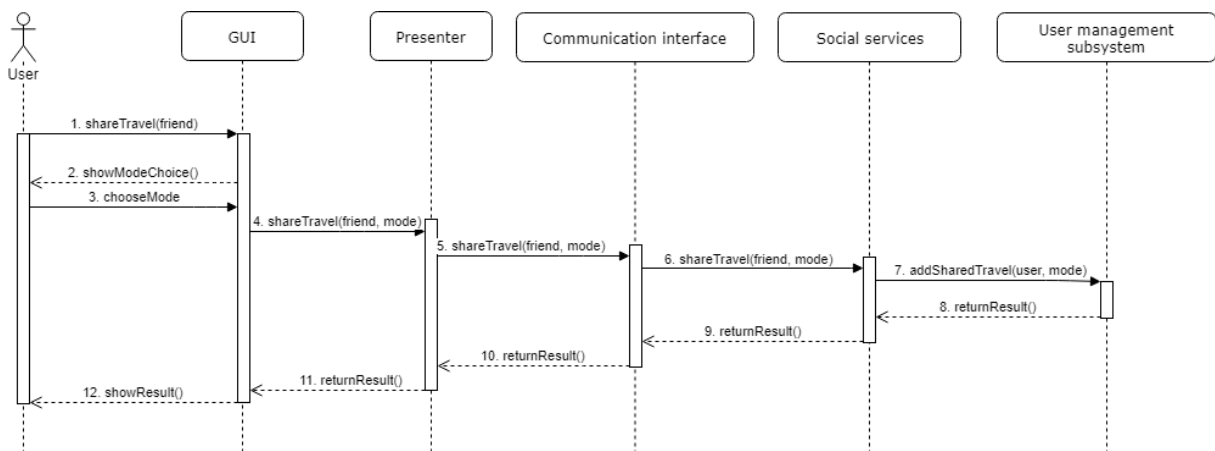 User
GUI
Presenter
Communication interface
Social services
User management
subsystem
1. shareTravel(friend)
2. showModeChoice()
3. chooseMode
4. shareTravel(friend, mode)
5. shareTravel(friend, mode)
6. shareTravel(friend, mode)
7. addSharedTravel(user, mode)
8. returnResult()
9. returnResult()
10. returnResult()
11. returnResult()
12. showResult()